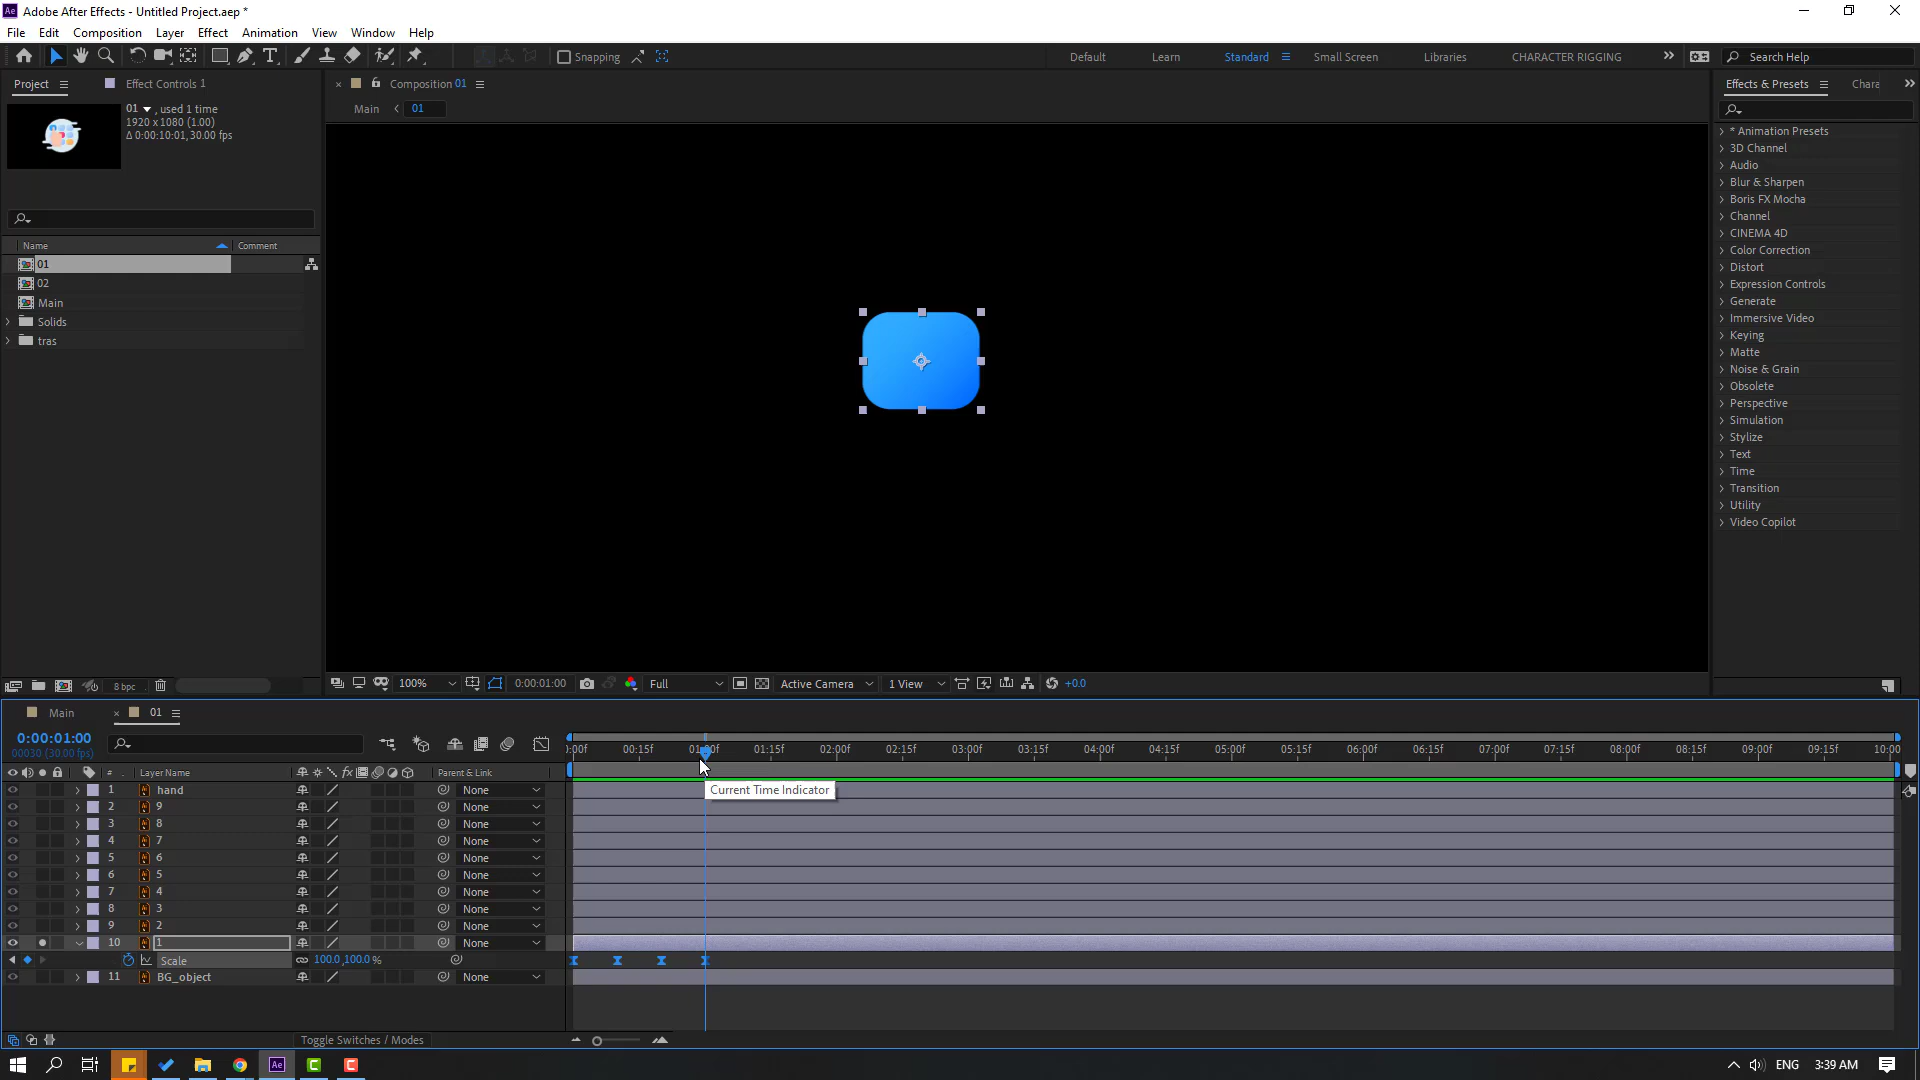 Adobe After Effects - Untitled Project.aep *
File Edit Composition Layer Effect Animation View Window Help
Snapping
Default Learn Standard Small Screen Libraries CHARACTER RIGGING
Search Help
Project
Effect Controls 1
01 , used 1 time
1920 x 1080 (1.00)
Δ 0:00:10:01, 30.00 fps
Name Comment
01
02
Main
Solids
tras
8 bpc
Composition 01
Main 01
100% 0:00:01:00 Full Active Camera 1 View +0.0
Effects & Presets
Chara
* Animation Presets
3D Channel
Audio
Blur & Sharpen
Boris FX Mocha
Channel
CINEMA 4D
Color Correction
Distort
Expression Controls
Generate
Immersive Video
Keying
Matte
Noise & Grain
Obsolete
Perspective
Simulation
Stylize
Text
Time
Transition
Utility
Video Copilot
Main 01
0:00:01:00
00030 (30.00 fps)
:00f 00:15f 01:00f 01:15f 02:00f 02:15f 03:00f 03:15f 04:00f 04:15f 05:00f 05:15f 06:00f 06:15f 07:00f 07:15f 08:00f 08:15f 09:00f 09:15f 10:00
# Layer Name Parent & Link
1 hand None
2 9 None
3 8 None
4 7 None
5 6 None
6 5 None
7 4 None
8 3 None
9 2 None
10 1 None
Scale 100.0,100.0 %
11 BG_object None
Current Time Indicator
Toggle Switches / Modes
ENG 3:39 AM